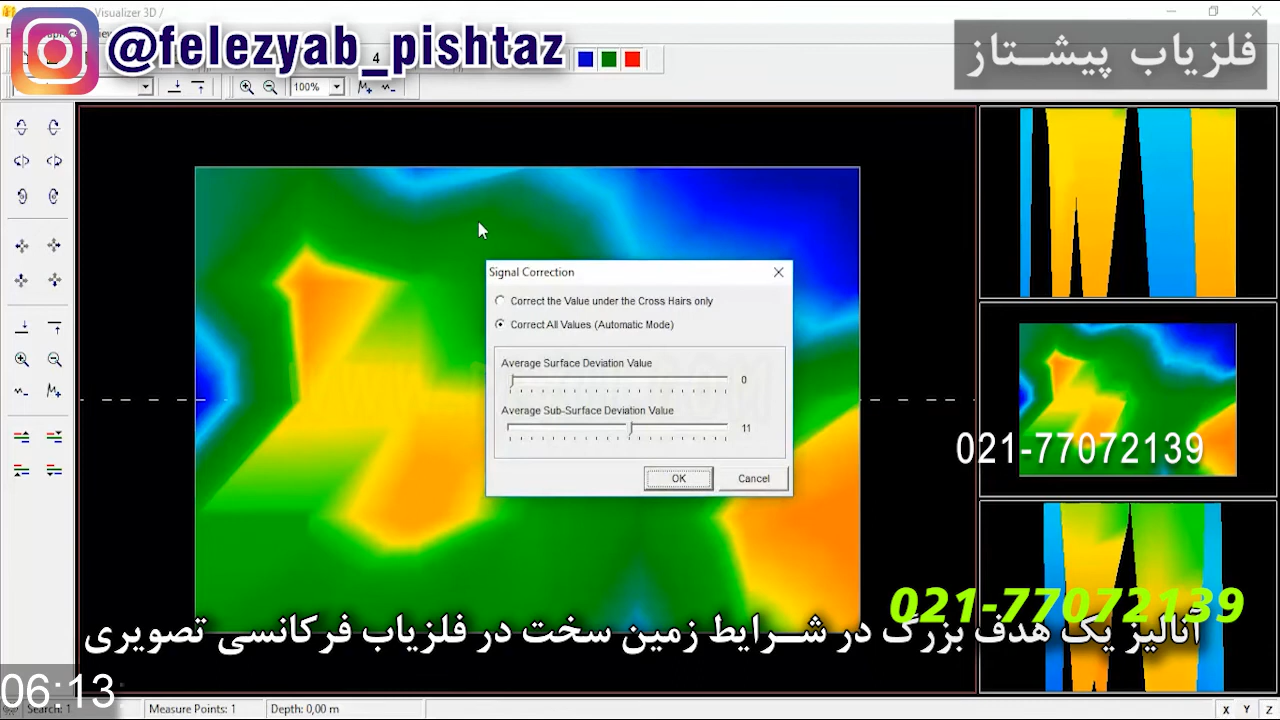 Visualizer 3D /
@felezyab_pishtaz
4
فلزیاب پیشتاز
100%
Signal Correction
Correct the Value under the Cross Hairs only
Correct All Values (Automatic Mode)
Average Surface Deviation Value
0
Average Sub-Surface Deviation Value
11
OK
Cancel
021-77072139
021-77072139
آنالیز یک هدف بزرگ در شرایط زمین سخت در فلزیاب فرکانسی تصویری
06:13
Search: 1
Measure Points: 1
Depth: 0,00 m
X Y Z